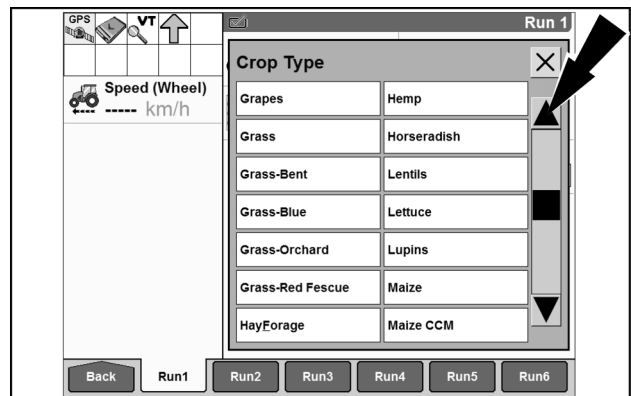 GPS VT Run 1
Crop Type
Speed (Wheel)
----- km/h
Grapes Hemp
Grass Horseradish
Grass-Bent Lentils
Grass-Blue Lettuce
Grass-Orchard Lupins
Grass-Red Fescue Maize
HayForage Maize CCM
Back Run1 Run2 Run3 Run4 Run5 Run6